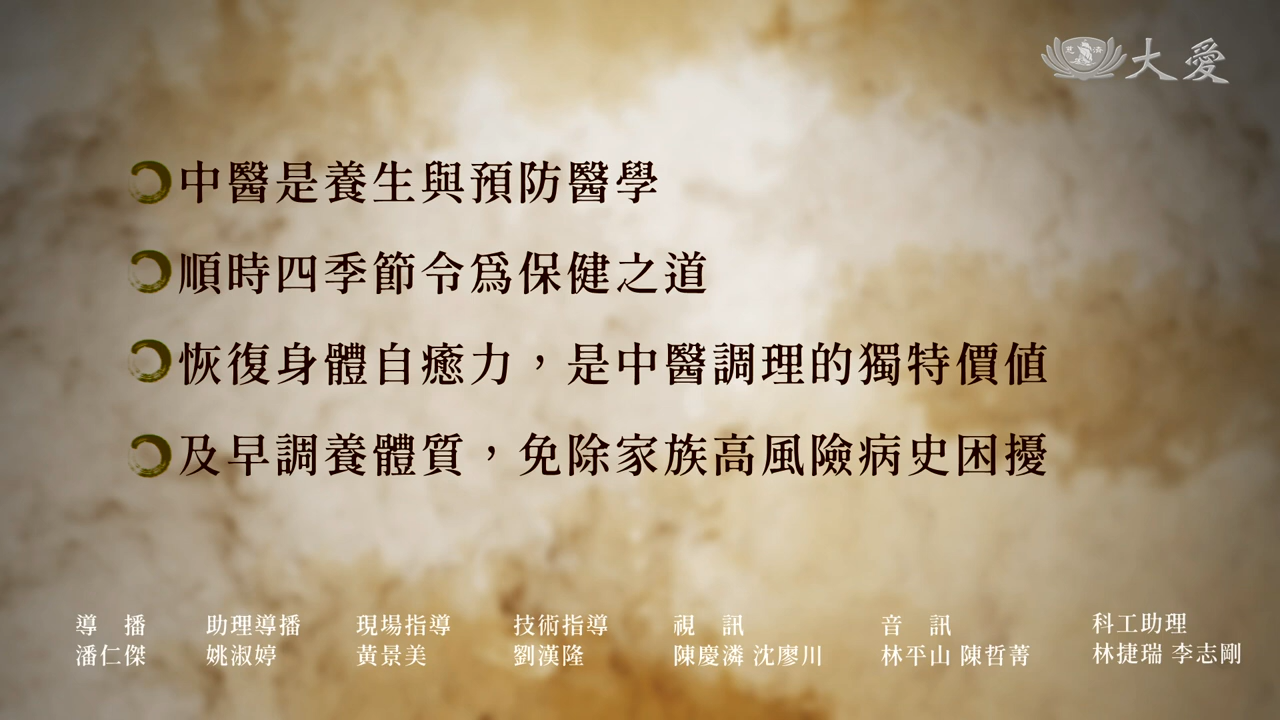 大愛
中醫是養生與預防醫學
順時四季節令爲保健之道
恢復身體自癒力，是中醫調理的獨特價値
及早調養體質，免除家族高風險病史困擾
導 播 助理導播 現場指導 技術指導 視 訊 音 訊 科工助理
潘仁傑 姚淑婷 黃景美 劉漢隆 陳慶潾 沈廖川 林平山 陳哲菁 林捷瑞 李志剛